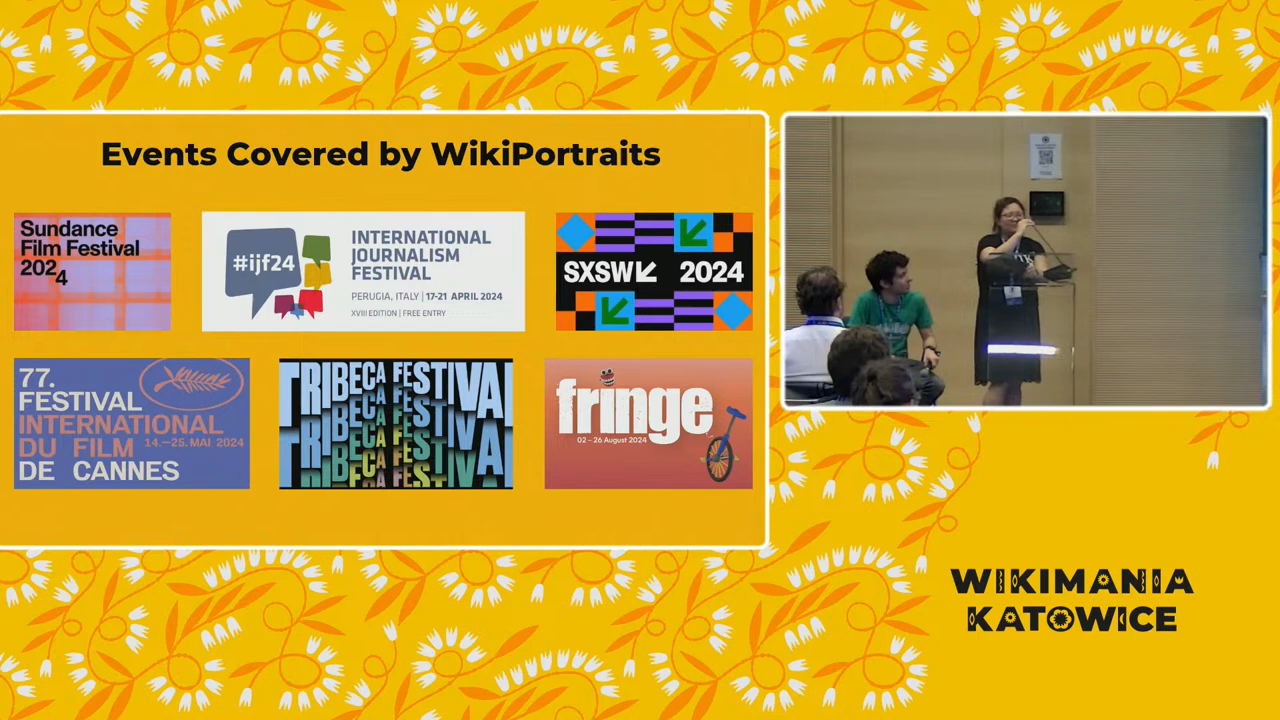 Events Covered by WikiPortraits
Sundance
Film Festival
2024
#ijf24
INTERNATIONAL
JOURNALISM
FESTIVAL
PERUGIA, ITALY | 17-21 APRIL 2024
XVIII EDITION | FREE ENTRY
SXSW 2024
77.
FESTIVAL
INTERNATIONAL
DU FILM 14.–25. MAI 2024
DE CANNES
TRIBECA FESTIVAL
TRIBECA FESTIVAL
TRIBECA FESTIVA
fringe
02 – 26 August 2024
WIKIMANIA
KATOWICE